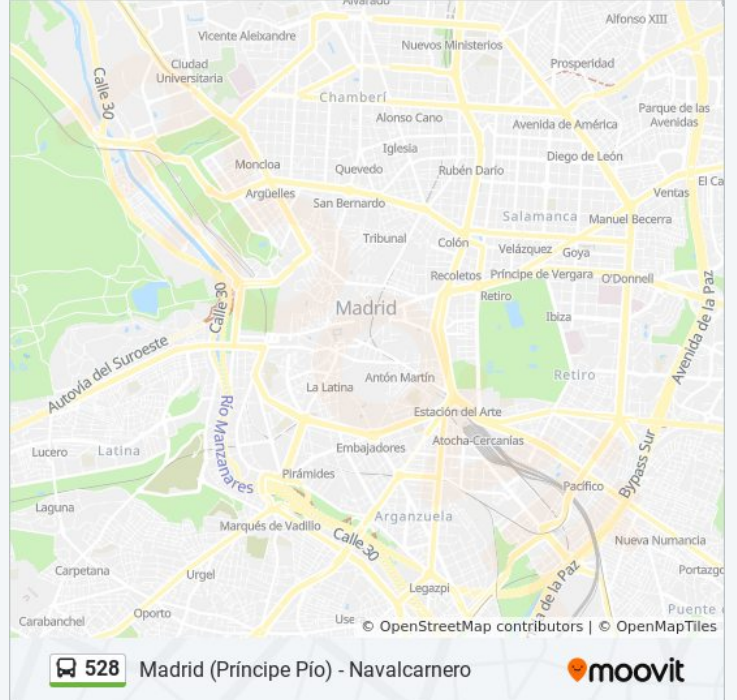 Alvarado
Alfonso XIII
Vicente Aleixandre
Nuevos Ministerios
Ciudad
Universitaria
Prosperidad
Calle 30
Chamberí
Parque de las
Avenidas
Alonso Cano
Avenida de América
Iglesia
Diego de León
Moncloa
Quevedo
Rubén Darío
El Ca
Argüelles
Ventas
San Bernardo
Salamanca
Manuel Becerra
Tribunal
Colón
Velázquez
Goya
Recoletos
Príncipe de Vergara
O'Donnell
Calle 30
Retiro
Madrid
Ibiza
Avenida de la Paz
Autovía del Suroeste
La Latina
Antón Martín
Retiro
Estación del Arte
Río Manzanares
Lucero
Latina
Embajadores
Atocha-Cercanías
Bypass Sur
Pirámides
Pacífico
Laguna
Marqués de Vadillo
Arganzuela
Calle 30
Nueva Numancia
Carpetana
Urgel
Legazpi
a de la Paz
Portazgo
Carabanchel
Oporto
Use
Puente
© OpenStreetMap contributors | © OpenMapTiles
528
Madrid (Príncipe Pío) - Navalcarnero
moovit